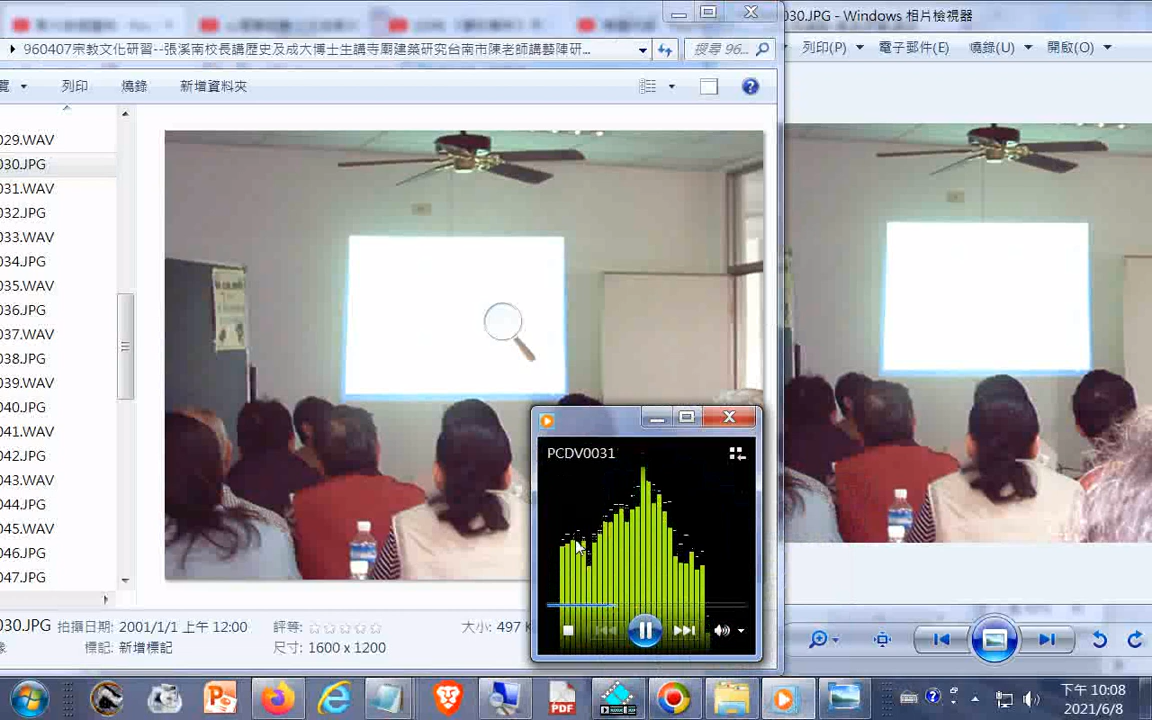 030.JPG - Windows 相片檢視器
960407宗教文化研習--張溪南校長講歷史及成大博士生講寺廟建築研究台南市陳老師講藝陣研...
搜尋 96...
列印(P)
電子郵件(E)
燒錄(U)
開啟(O)
覽
列印
燒錄
新增資料夾
029.WAV
030.JPG
031.WAV
032.JPG
033.WAV
034.JPG
035.WAV
036.JPG
037.WAV
038.JPG
039.WAV
040.JPG
041.WAV
042.JPG
043.WAV
044.JPG
045.WAV
046.JPG
047.JPG
PCDV0031
030.JPG
拍攝日期: 2001/1/1 上午 12:00
評等:
大小: 497 K
標記: 新增標記
尺寸: 1600 x 1200
PDF
下午 10:08
2021/6/8